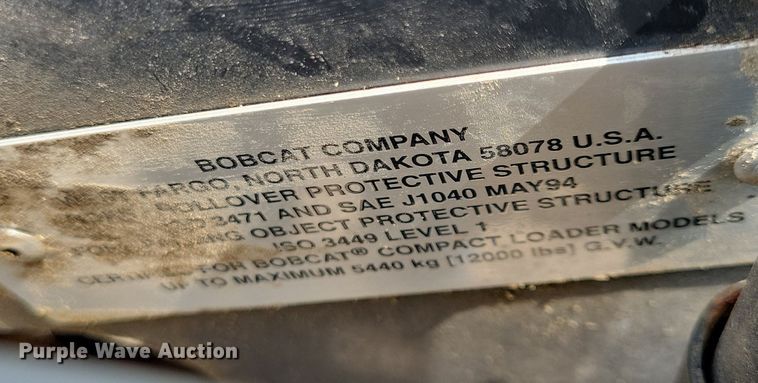 BOBCAT COMPANY
FARGO, NORTH DAKOTA 58078 U.S.A.
ROLLOVER PROTECTIVE STRUCTURE
3471 AND SAE J1040 MAY94
OBJECT PROTECTIVE STRUCTURE
ISO 3449 LEVEL 1
FOR BOBCAT® COMPACT LOADER MODELS
UP TO MAXIMUM 5440 kg [12000 lbs] G.V.W.
Purple Wave Auction